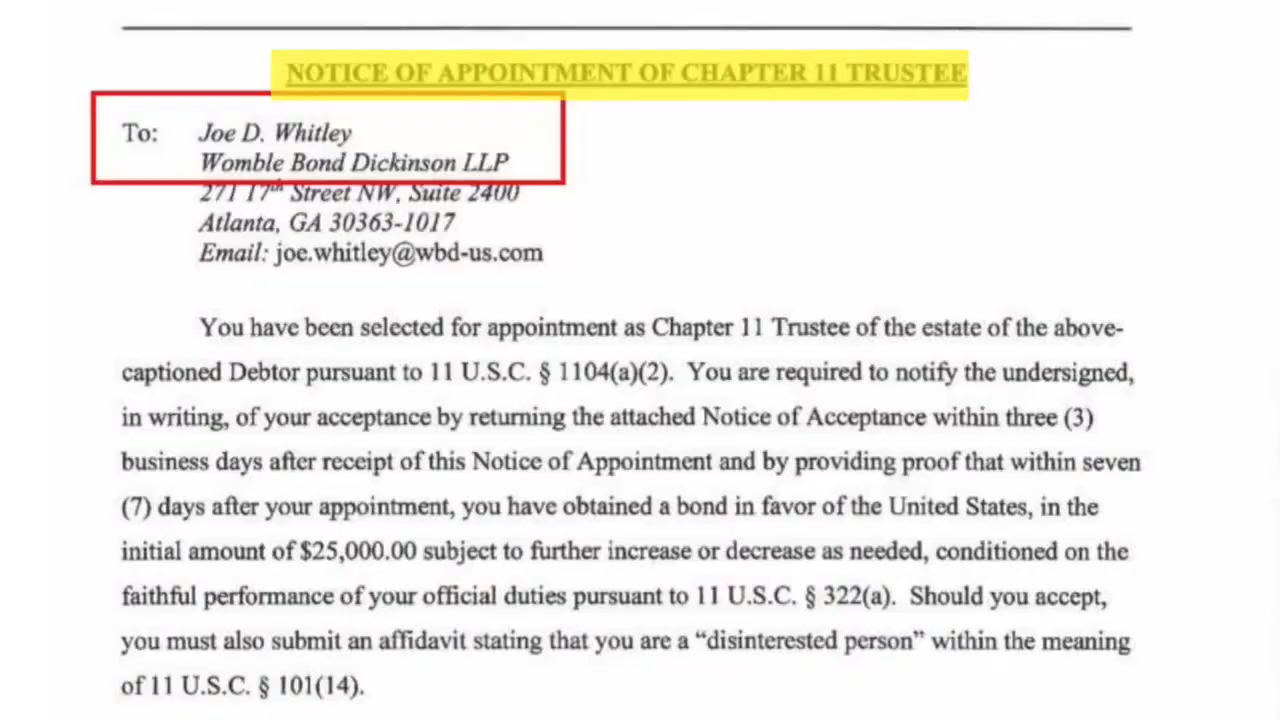 NOTICE OF APPOINTMENT OF CHAPTER 11 TRUSTEE
To: Joe D. Whitley
Womble Bond Dickinson LLP
271 17th Street NW, Suite 2400
Atlanta, GA 30363-1017
Email: joe.whitley@wbd-us.com
You have been selected for appointment as Chapter 11 Trustee of the estate of the above-
captioned Debtor pursuant to 11 U.S.C. § 1104(a)(2). You are required to notify the undersigned,
in writing, of your acceptance by returning the attached Notice of Acceptance within three (3)
business days after receipt of this Notice of Appointment and by providing proof that within seven
(7) days after your appointment, you have obtained a bond in favor of the United States, in the
initial amount of $25,000.00 subject to further increase or decrease as needed, conditioned on the
faithful performance of your official duties pursuant to 11 U.S.C. § 322(a). Should you accept,
you must also submit an affidavit stating that you are a “disinterested person” within the meaning
of 11 U.S.C. § 101(14).